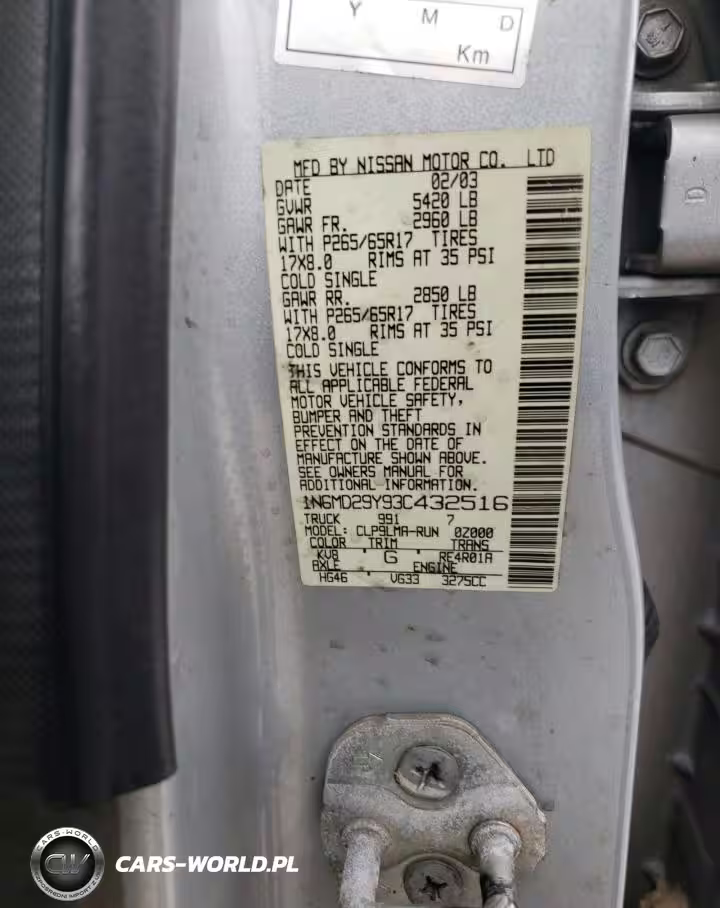 Y M D
Km
MFD BY NISSAN MOTOR CO. LTD
DATE 02/03
GVWR 5420 LB
GAWR FR. 2960 LB
WITH P265/65R17 TIRES
17X8.0 RIMS AT 35 PSI
COLD SINGLE
GAWR RR. 2850 LB
WITH P265/65R17 TIRES
17X8.0 RIMS AT 35 PSI
COLD SINGLE
THIS VEHICLE CONFORMS TO
ALL APPLICABLE FEDERAL
MOTOR VEHICLE SAFETY,
BUMPER AND THEFT
PREVENTION STANDARDS IN
EFFECT ON THE DATE OF
MANUFACTURE SHOWN ABOVE.
SEE OWNERS MANUAL FOR
ADDITIONAL INFORMATION.
1N6MD29Y93C432516
TRUCK 991 7
MODEL: CLP9LMA-RUN 0Z000
COLOR TRIM TRANS
KV8 G RE4R01A
AXLE ENGINE
HG46 VG33 3275CC
D
CARS-WORLD
CW
CARS-WORLD.PL